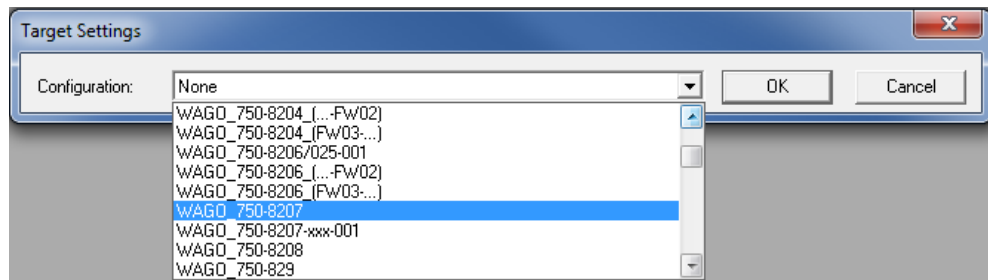 Target Settings
Configuration: None OK Cancel
WAGO_750-8204_(...-FW02)
WAGO_750-8204_(FW03-...)
WAGO_750-8206/025-001
WAGO_750-8206_(...-FW02)
WAGO_750-8206_(FW03-...)
WAGO_750-8207
WAGO_750-8207-xxx-001
WAGO_750-8208
WAGO_750-829